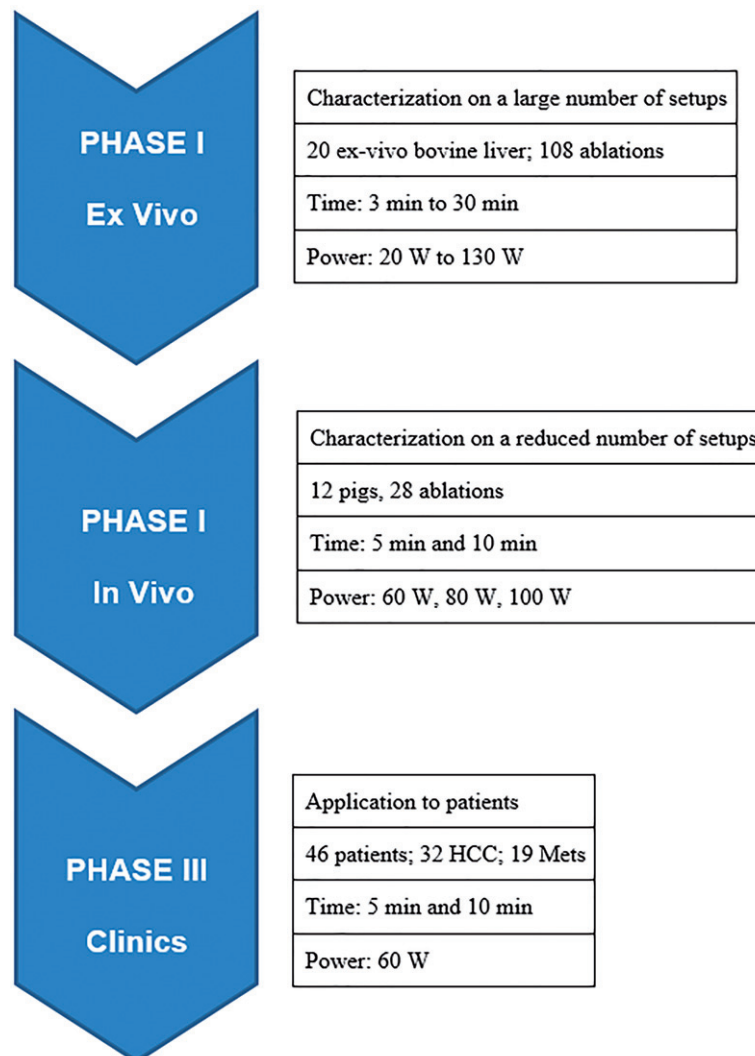 PHASE I
Ex Vivo
Characterization on a large number of setups
20 ex-vivo bovine liver; 108 ablations
Time: 3 min to 30 min
Power: 20 W to 130 W
PHASE I
In Vivo
Characterization on a reduced number of setups
12 pigs, 28 ablations
Time: 5 min and 10 min
Power: 60 W, 80 W, 100 W
PHASE III
Clinics
Application to patients
46 patients; 32 HCC; 19 Mets
Time: 5 min and 10 min
Power: 60 W